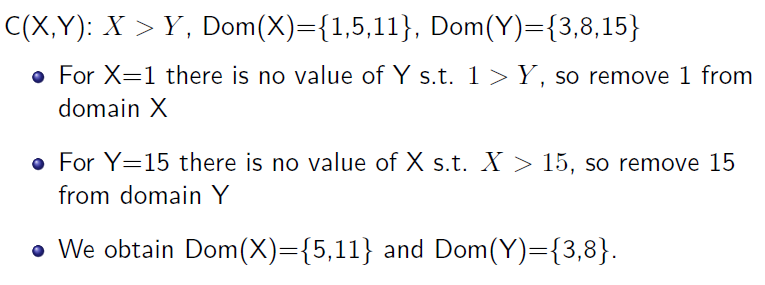 C(X,Y): X > Y, Dom(X)={1,5,11}, Dom(Y)={3,8,15}
For X=1 there is no value of Y s.t. 1 > Y, so remove 1 from
domain X
For Y=15 there is no value of X s.t. X > 15, so remove 15
from domain Y
We obtain Dom(X)={5,11} and Dom(Y)={3,8}.